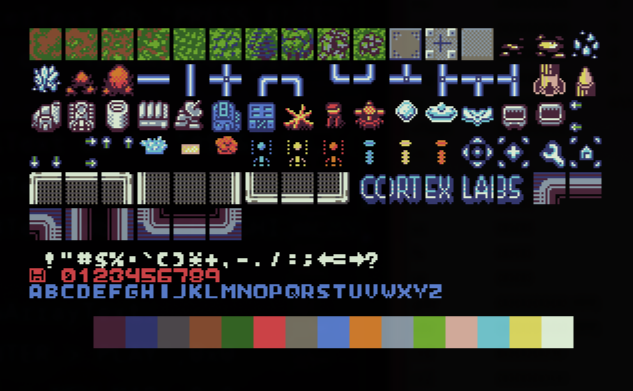 CORTEX LABS
!"#$%•`()*+,-./:;⇐=⇒?
0123456789
ABCDEFGHIJKLMNOPQRSTUVWXYZ